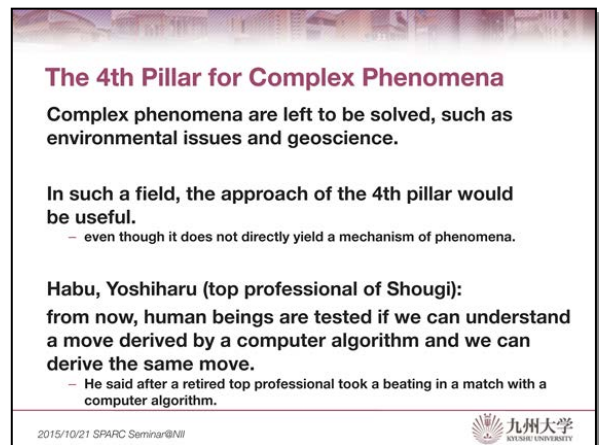 The 4th Pillar for Complex Phenomena
Complex phenomena are left to be solved, such as
environmental issues and geoscience.
In such a field, the approach of the 4th pillar would
be useful.
– even though it does not directly yield a mechanism of phenomena.
Habu, Yoshiharu (top professional of Shougi):
from now, human beings are tested if we can understand
a move derived by a computer algorithm and we can
derive the same move.
– He said after a retired top professional took a beating in a match with a
computer algorithm.
2015/10/21 SPARC Seminar@NII
九州大学
KYUSHU UNIVERSITY